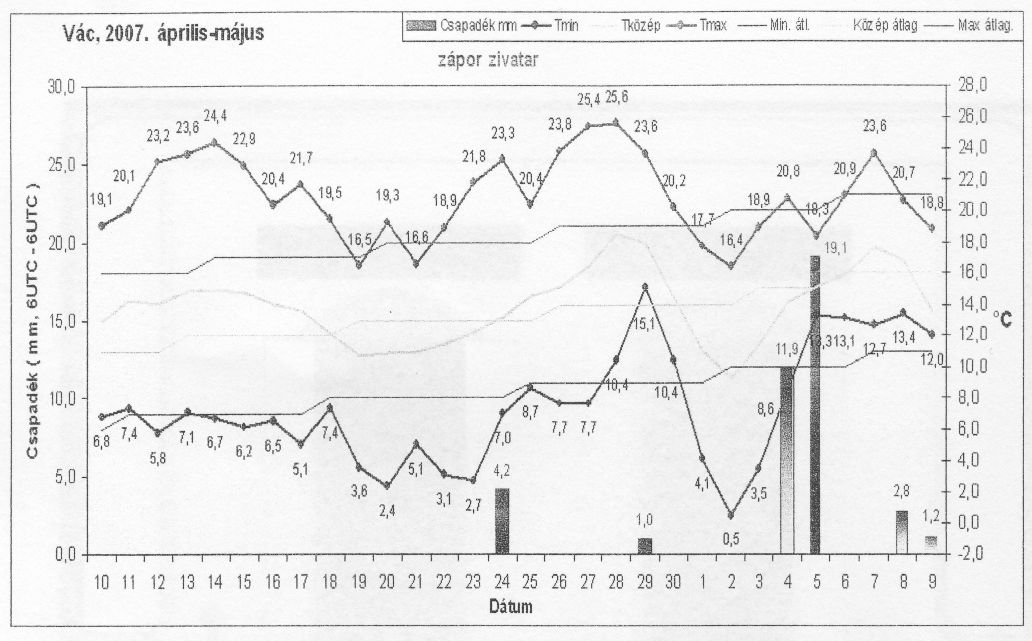 Vác, 2007. április-május
Csapadék mm Tmin Tközép Tmax Min. átl. Közép átlag Max átlag.
zápor zivatar
30,0 28,0
26,0
25,0 24,0
22,0
20,0 20,0
18,0
16,0
15,0 14,0
12,0
10,0 10,0
8,0
6,0
5,0 4,0
2,0
0,0
0,0 -2,0
Csapadék ( mm, 6UTC - 6UTC )
°C
19,1 20,1 23,2 23,6 24,4 22,9 20,4 21,7 19,5 16,5 19,3 16,6 18,9 21,8 23,3 20,4 23,8 25,4 25,6 23,6 20,2 17,7 16,4 18,9 20,8 18,3 20,9 23,6 20,7 18,8
6,8 7,4 5,8 7,1 6,7 6,2 6,5 5,1 7,4 3,6 2,4 5,1 3,1 2,7 7,0 8,7 7,7 7,7 10,4 15,1 10,4 4,1 0,5 3,5 8,6 13,3 13,1 12,7 13,4 12,0
4,2 1,0 11,9 19,1 2,8 1,2
10 11 12 13 14 15 16 17 18 19 20 21 22 23 24 25 26 27 28 29 30 1 2 3 4 5 6 7 8 9
Dátum